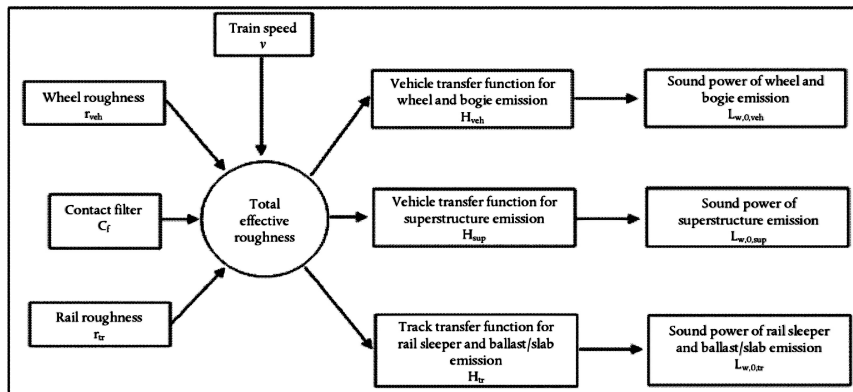 Train speed
v
Wheel roughness
r_veh
Contact filter
C_f
Rail roughness
r_tr
Total
effective
roughness
Vehicle transfer function for
wheel and bogie emission
H_veh
Vehicle transfer function for
superstructure emission
H_sup
Track transfer function for
rail sleeper and ballast/slab
emission
H_tr
Sound power of wheel and
bogie emission
L_w,0,veh
Sound power of
superstructure emission
L_w,0,sup
Sound power of rail sleeper
and ballast/slab emission
L_w,0,tr